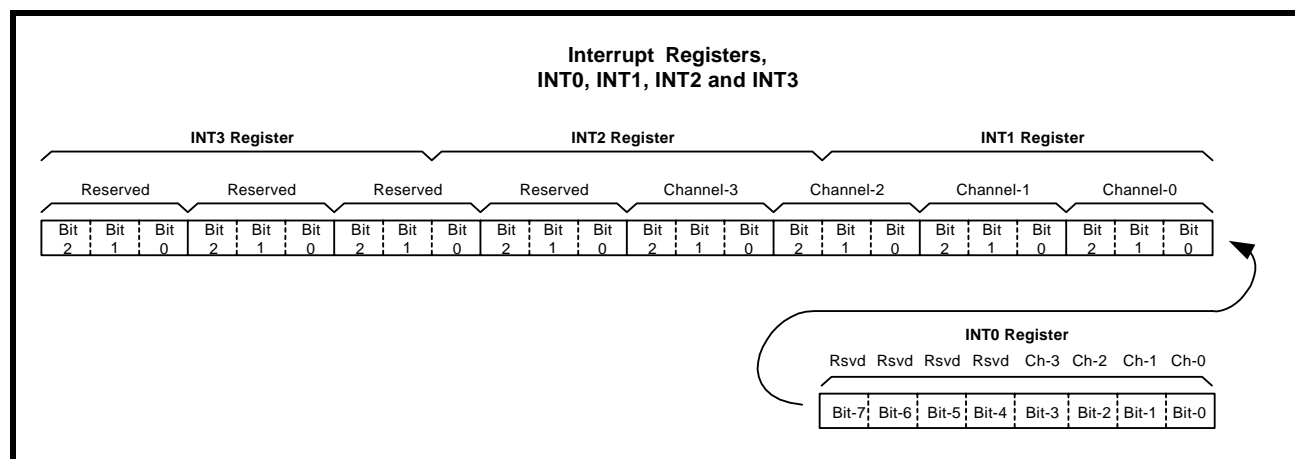 Interrupt Registers,
INT0, INT1, INT2 and INT3
INT3 Register INT2 Register INT1 Register
Reserved Reserved Reserved Reserved Channel-3 Channel-2 Channel-1 Channel-0
Bit Bit Bit Bit Bit Bit Bit Bit Bit Bit Bit Bit Bit Bit Bit Bit Bit Bit Bit Bit Bit Bit Bit Bit
2 1 0 2 1 0 2 1 0 2 1 0 2 1 0 2 1 0 2 1 0 2 1 0
INT0 Register
Rsvd Rsvd Rsvd Rsvd Ch-3 Ch-2 Ch-1 Ch-0
Bit-7 Bit-6 Bit-5 Bit-4 Bit-3 Bit-2 Bit-1 Bit-0